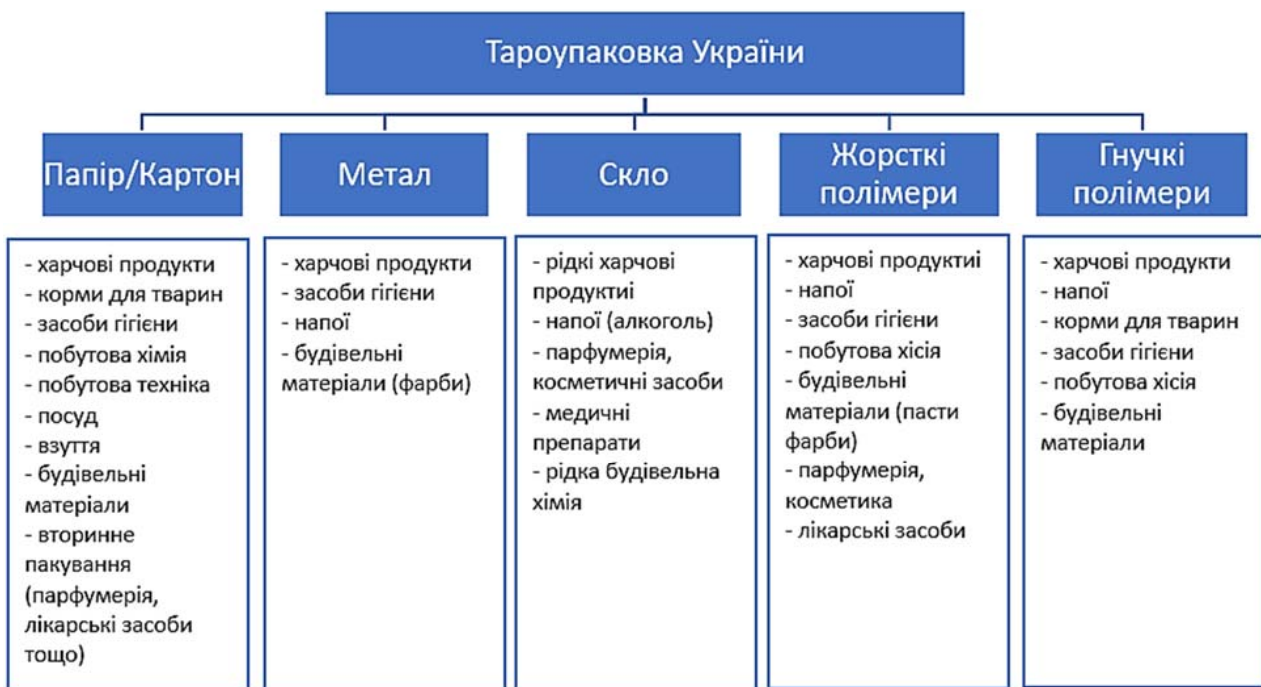 Тароупаковка України
Папір/Картон
Метал
Скло
Жорсткі
полімери
Гнучкі
полімери
- харчові продукти
- корми для тварин
- засоби гігієни
- побутова хімія
- побутова техніка
- посуд
- взуття
- будівельні
матеріали
- вторинне
пакування
(парфумерія,
лікарські засоби
тощо)
- харчові продукти
- засоби гігієни
- напої
- будівельні
матеріали (фарби)
- рідкі харчові
продуктиі
- напої (алкоголь)
- парфумерія,
косметичні засоби
- медичні
препарати
- рідка будівельна
хімія
- харчові продуктиі
- напої
- засоби гігієни
- побутова хісія
- будівельні
матеріали (пасти
фарби)
- парфумерія,
косметика
- лікарські засоби
- харчові продукти
- напої
- корми для тварин
- засоби гігієни
- побутова хісія
- будівельні
матеріали